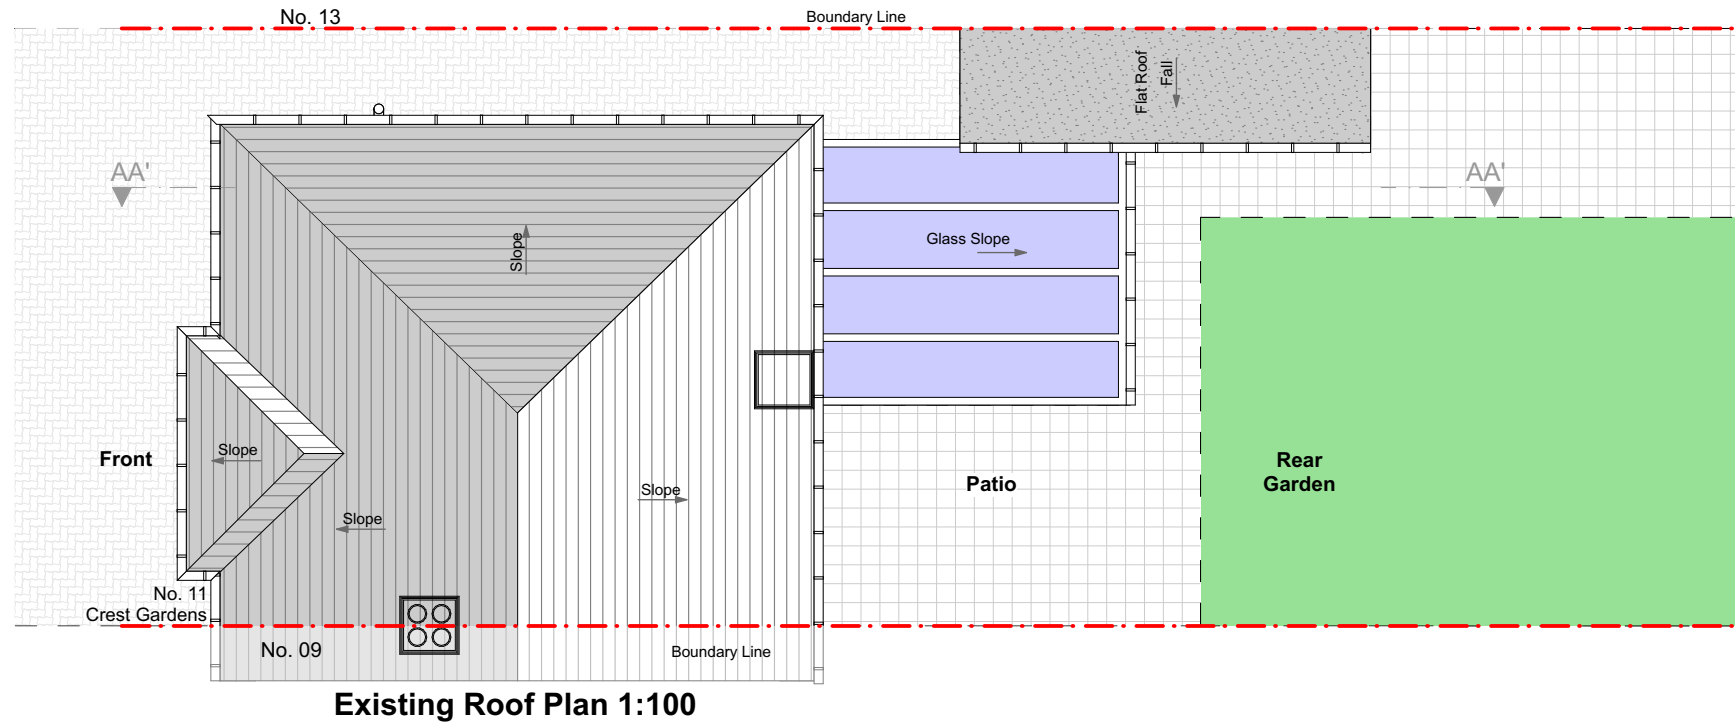 No. 13
Boundary Line
Flat Roof
Fall
AA'
AA'
Slope
Glass Slope
Slope
Front
Slope
Slope
Patio
Rear
Garden
No. 11
Crest Gardens
No. 09
Boundary Line
Existing Roof Plan 1:100